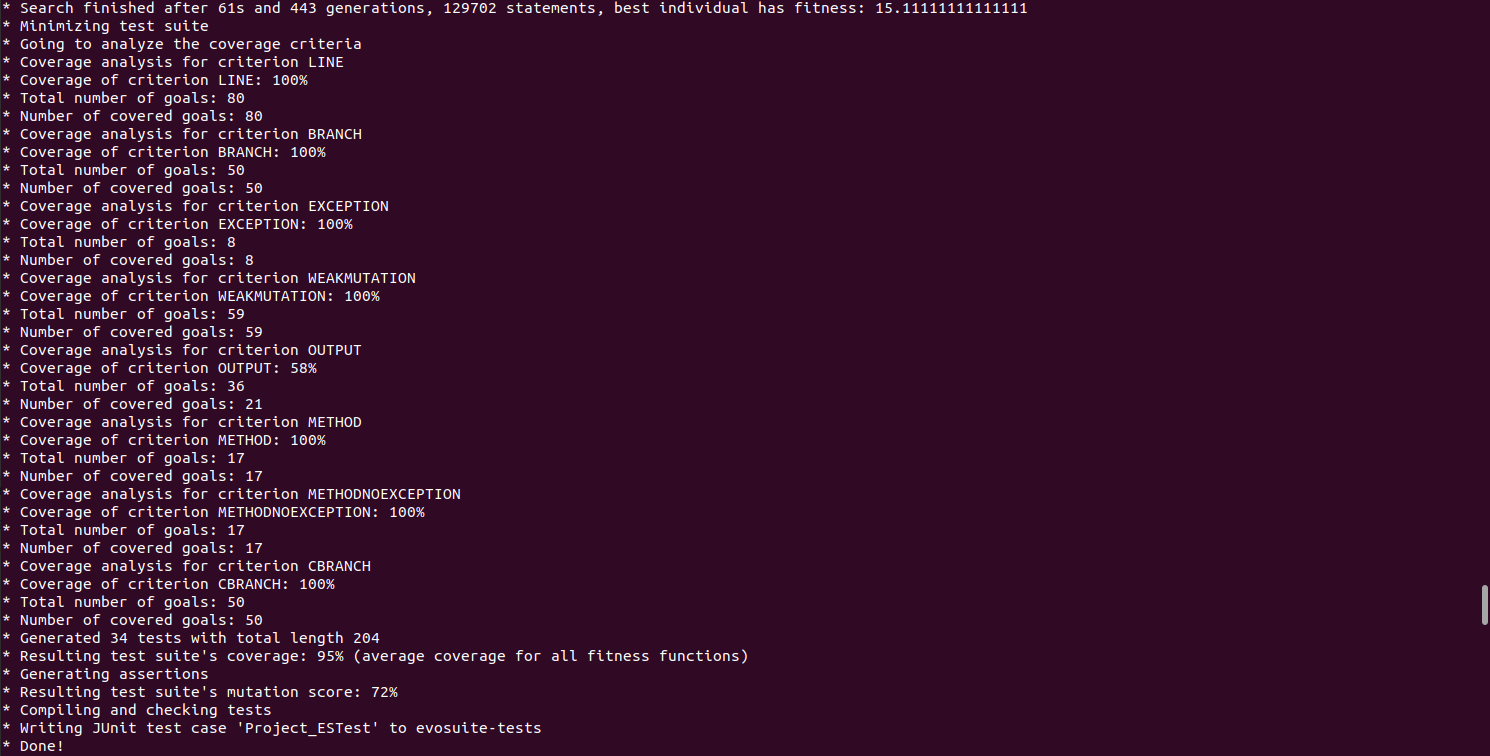 * Search finished after 61s and 443 generations, 129702 statements, best individual has fitness: 15.11111111111111
* Minimizing test suite
* Going to analyze the coverage criteria
* Coverage analysis for criterion LINE
* Coverage of criterion LINE: 100%
* Total number of goals: 80
* Number of covered goals: 80
* Coverage analysis for criterion BRANCH
* Coverage of criterion BRANCH: 100%
* Total number of goals: 50
* Number of covered goals: 50
* Coverage analysis for criterion EXCEPTION
* Coverage of criterion EXCEPTION: 100%
* Total number of goals: 8
* Number of covered goals: 8
* Coverage analysis for criterion WEAKMUTATION
* Coverage of criterion WEAKMUTATION: 100%
* Total number of goals: 59
* Number of covered goals: 59
* Coverage analysis for criterion OUTPUT
* Coverage of criterion OUTPUT: 58%
* Total number of goals: 36
* Number of covered goals: 21
* Coverage analysis for criterion METHOD
* Coverage of criterion METHOD: 100%
* Total number of goals: 17
* Number of covered goals: 17
* Coverage analysis for criterion METHODNOEXCEPTION
* Coverage of criterion METHODNOEXCEPTION: 100%
* Total number of goals: 17
* Number of covered goals: 17
* Coverage analysis for criterion CBRANCH
* Coverage of criterion CBRANCH: 100%
* Total number of goals: 50
* Number of covered goals: 50
* Generated 34 tests with total length 204
* Resulting test suite's coverage: 95% (average coverage for all fitness functions)
* Generating assertions
* Resulting test suite's mutation score: 72%
* Compiling and checking tests
* Writing JUnit test case 'Project_ESTest' to evosuite-tests
* Done!